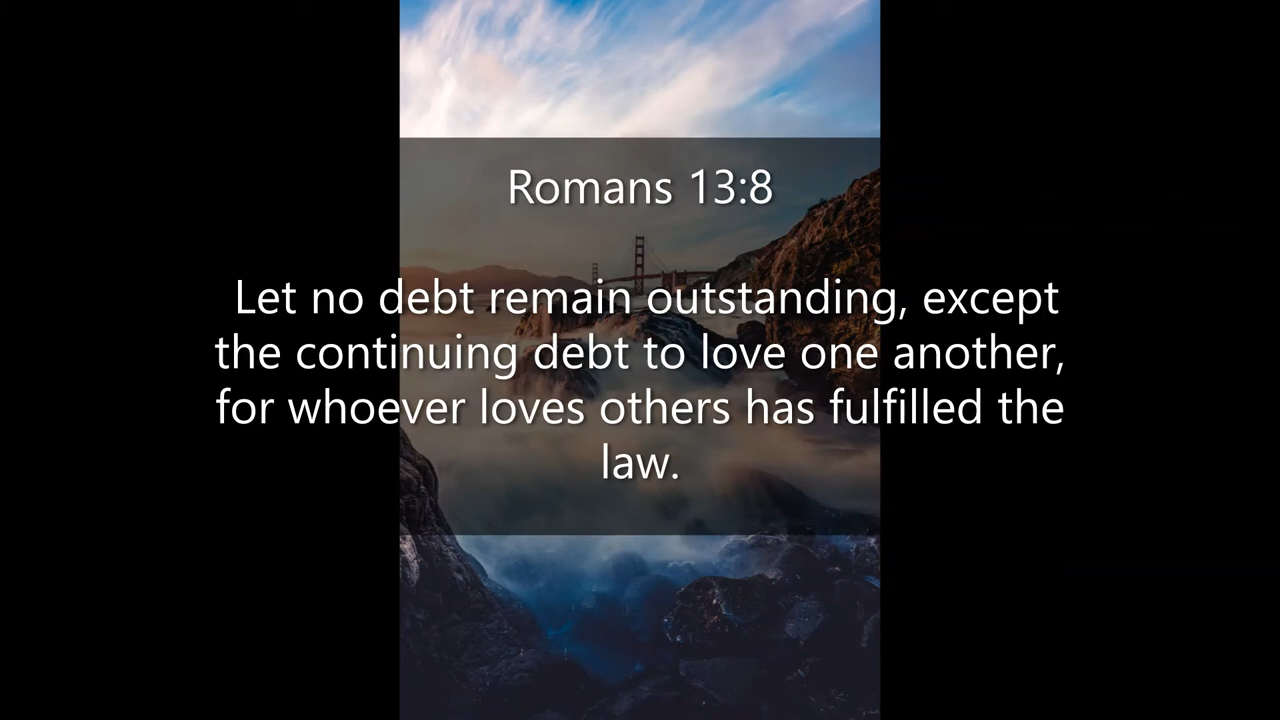 Romans 13:8
Let no debt remain outstanding, except
the continuing debt to love one another,
for whoever loves others has fulfilled the
law.